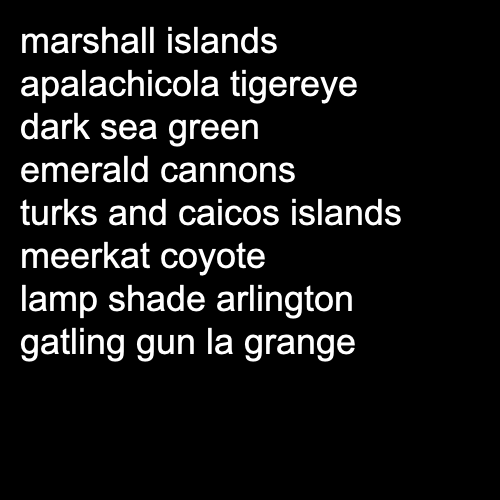 marshall islands
apalachicola tigereye
dark sea green
emerald cannons
turks and caicos islands
meerkat coyote
lamp shade arlington
gatling gun la grange